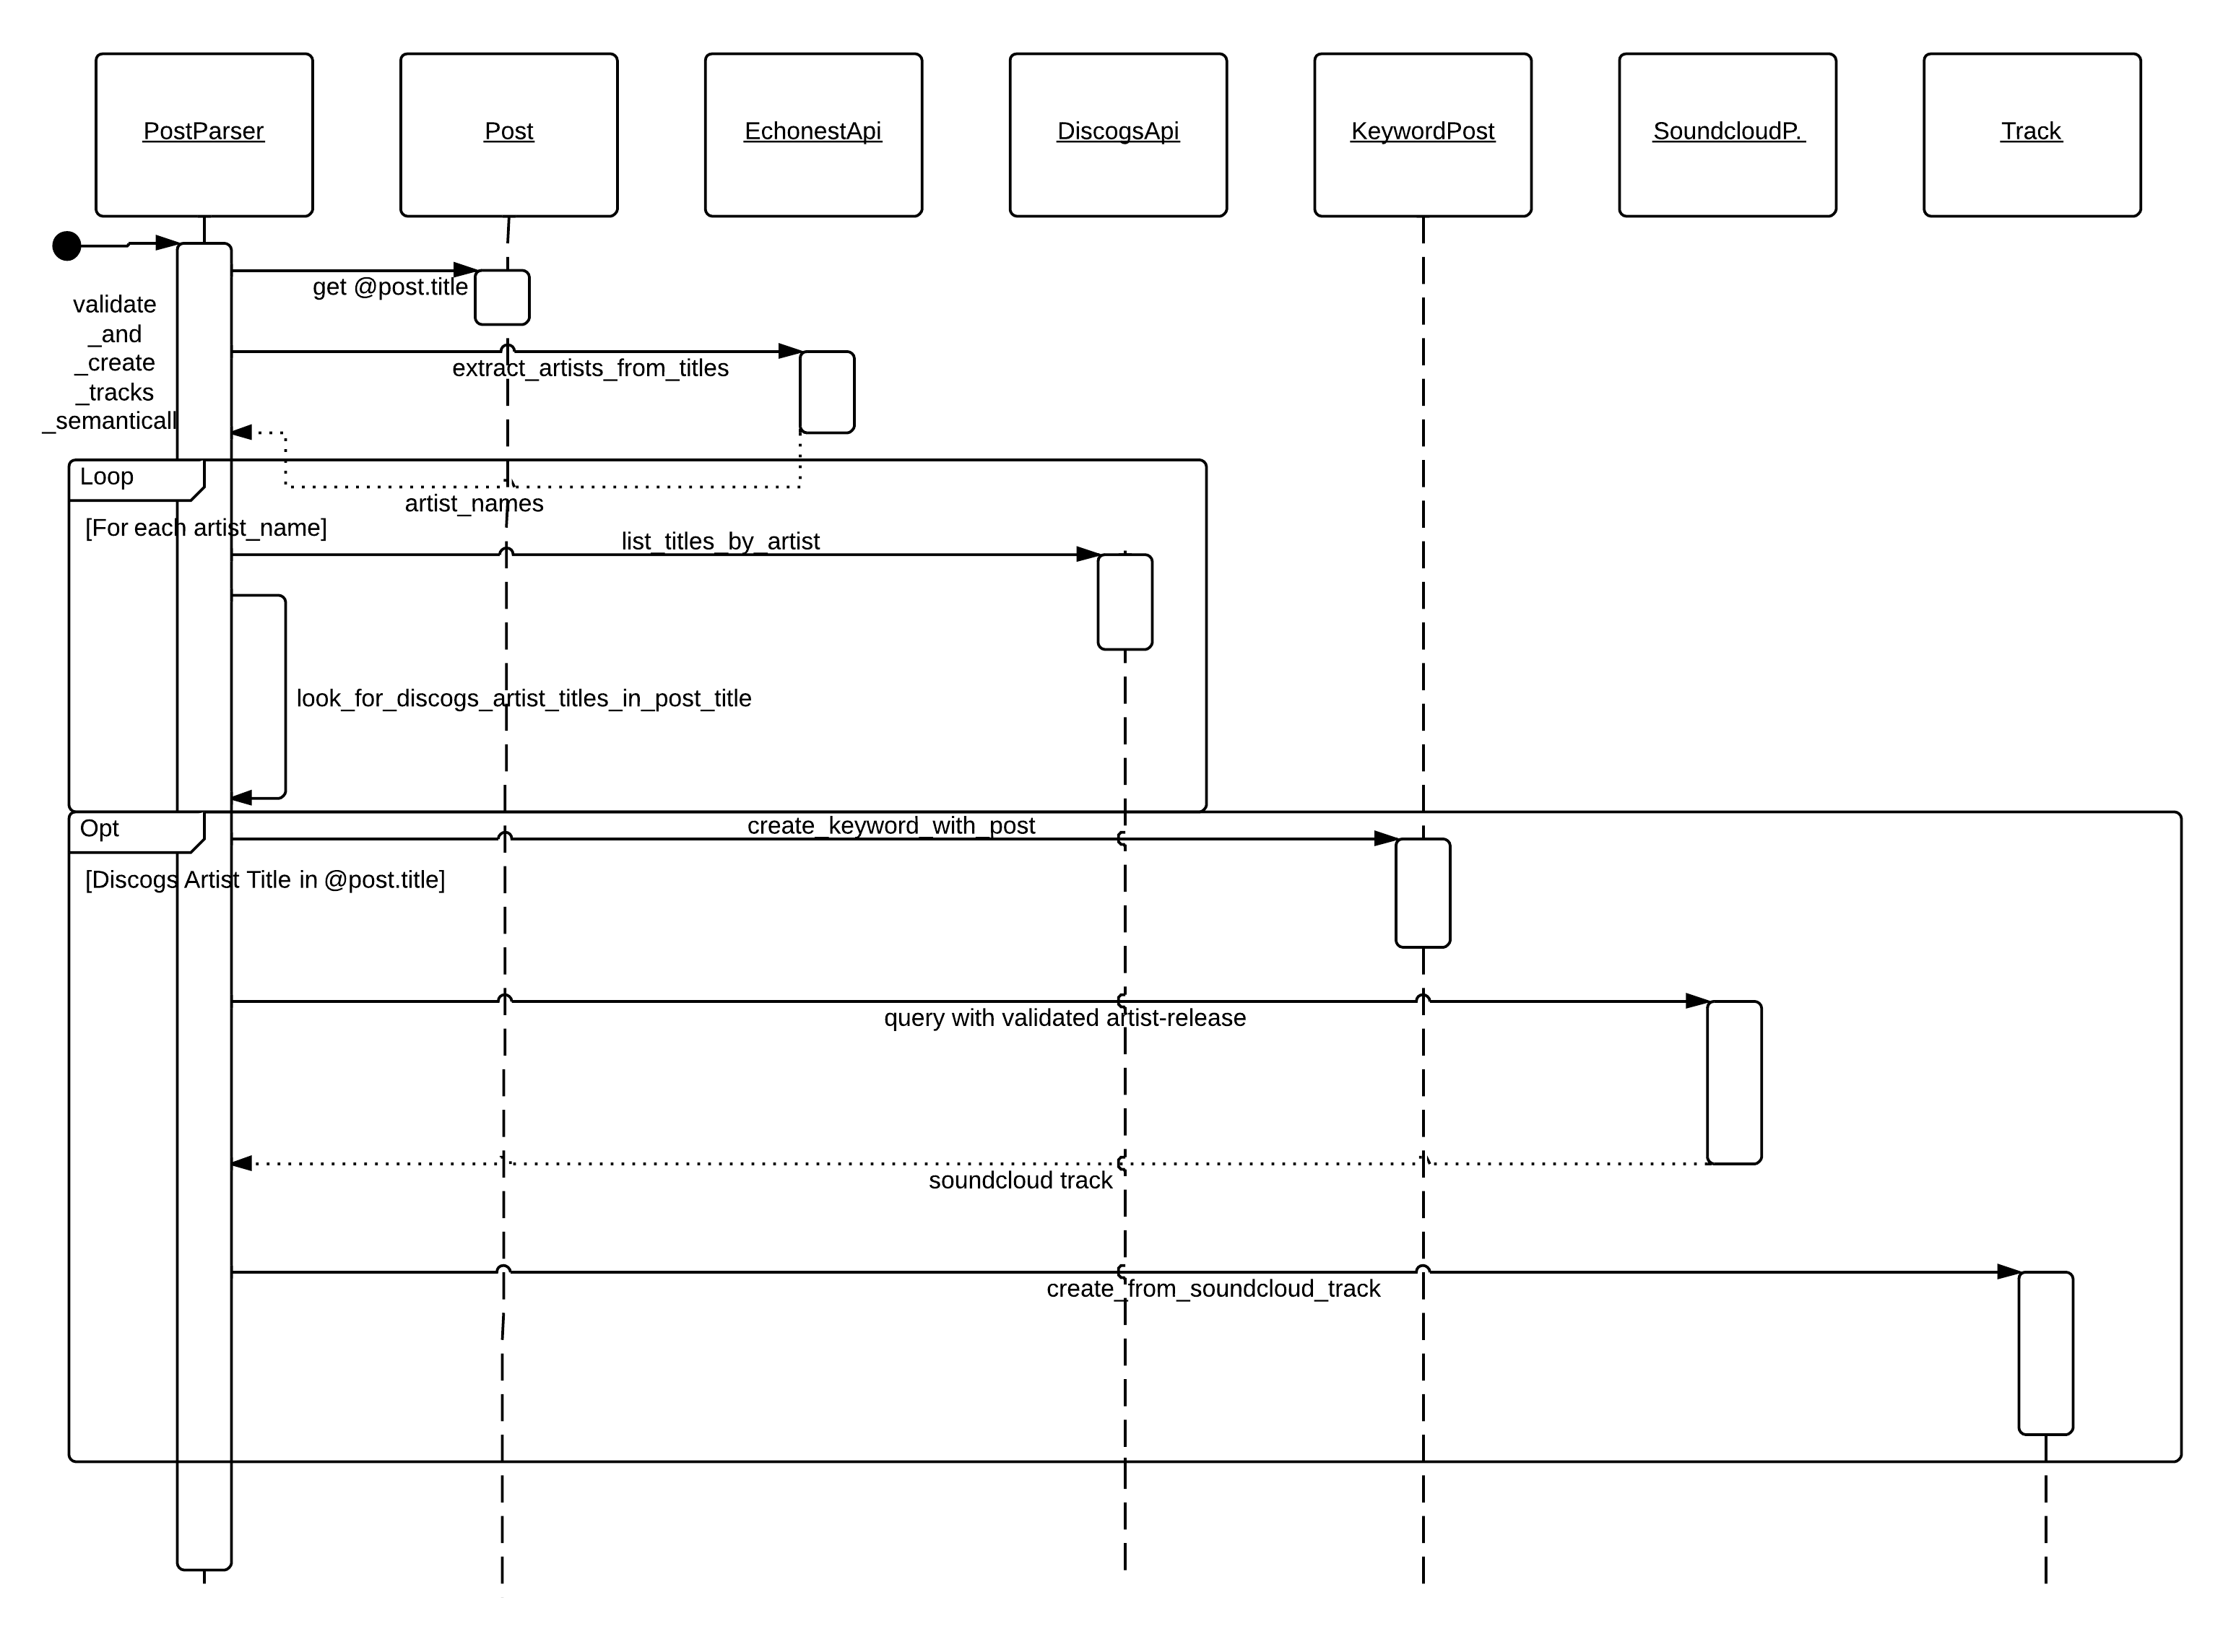 PostParser
Post
EchonestApi
DiscogsApi
KeywordPost
SoundcloudP.
Track
get @post.title
validate
_and
_create
_tracks
_semanticall
extract_artists_from_titles
Loop
artist_names
[For each artist_name]
list_titles_by_artist
look_for_discogs_artist_titles_in_post_title
Opt
create_keyword_with_post
[Discogs Artist Title in @post.title]
query with validated artist-release
soundcloud track
create_from_soundcloud_track